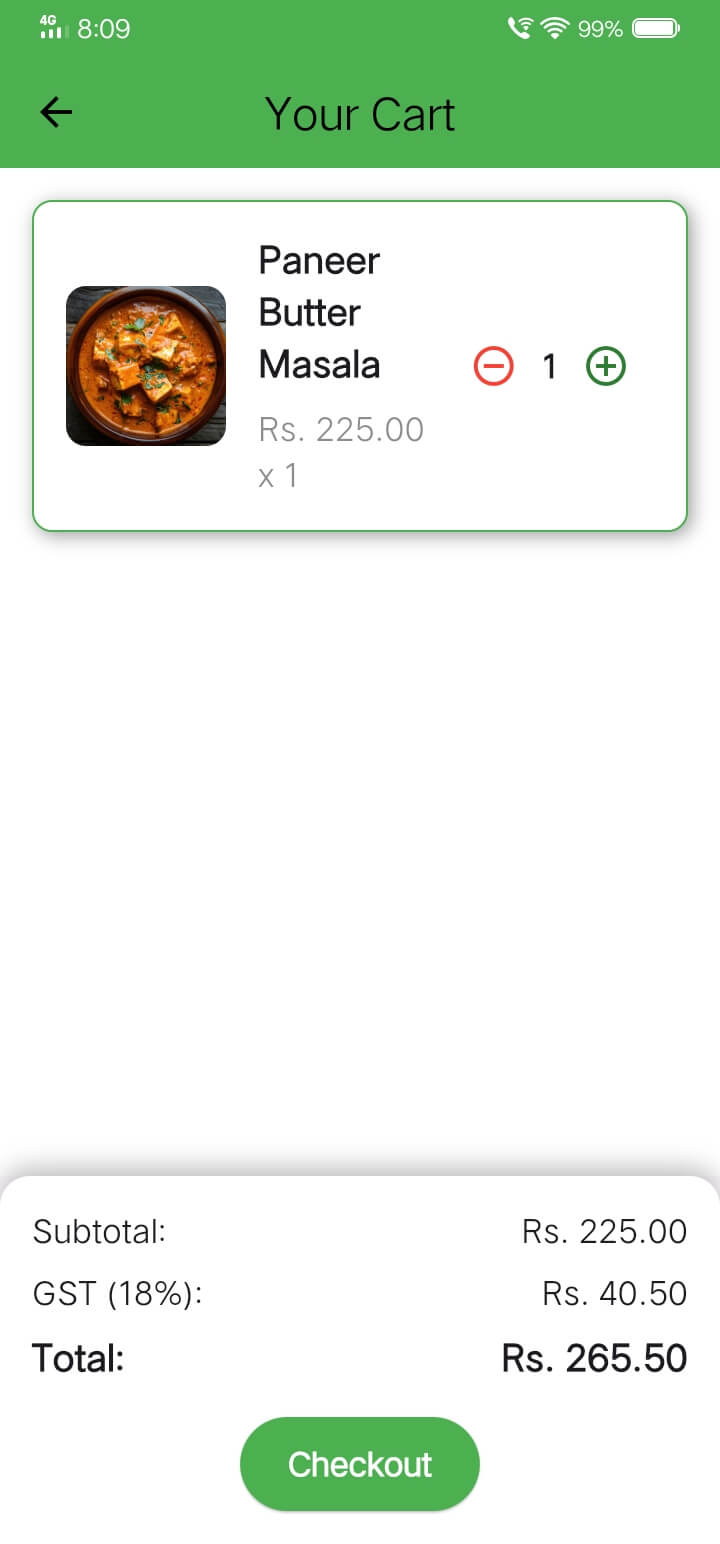 4G 8:09 99%
Your Cart
Paneer
Butter
Masala
1
Rs. 225.00
x 1
Subtotal: Rs. 225.00
GST (18%): Rs. 40.50
Total: Rs. 265.50
Checkout